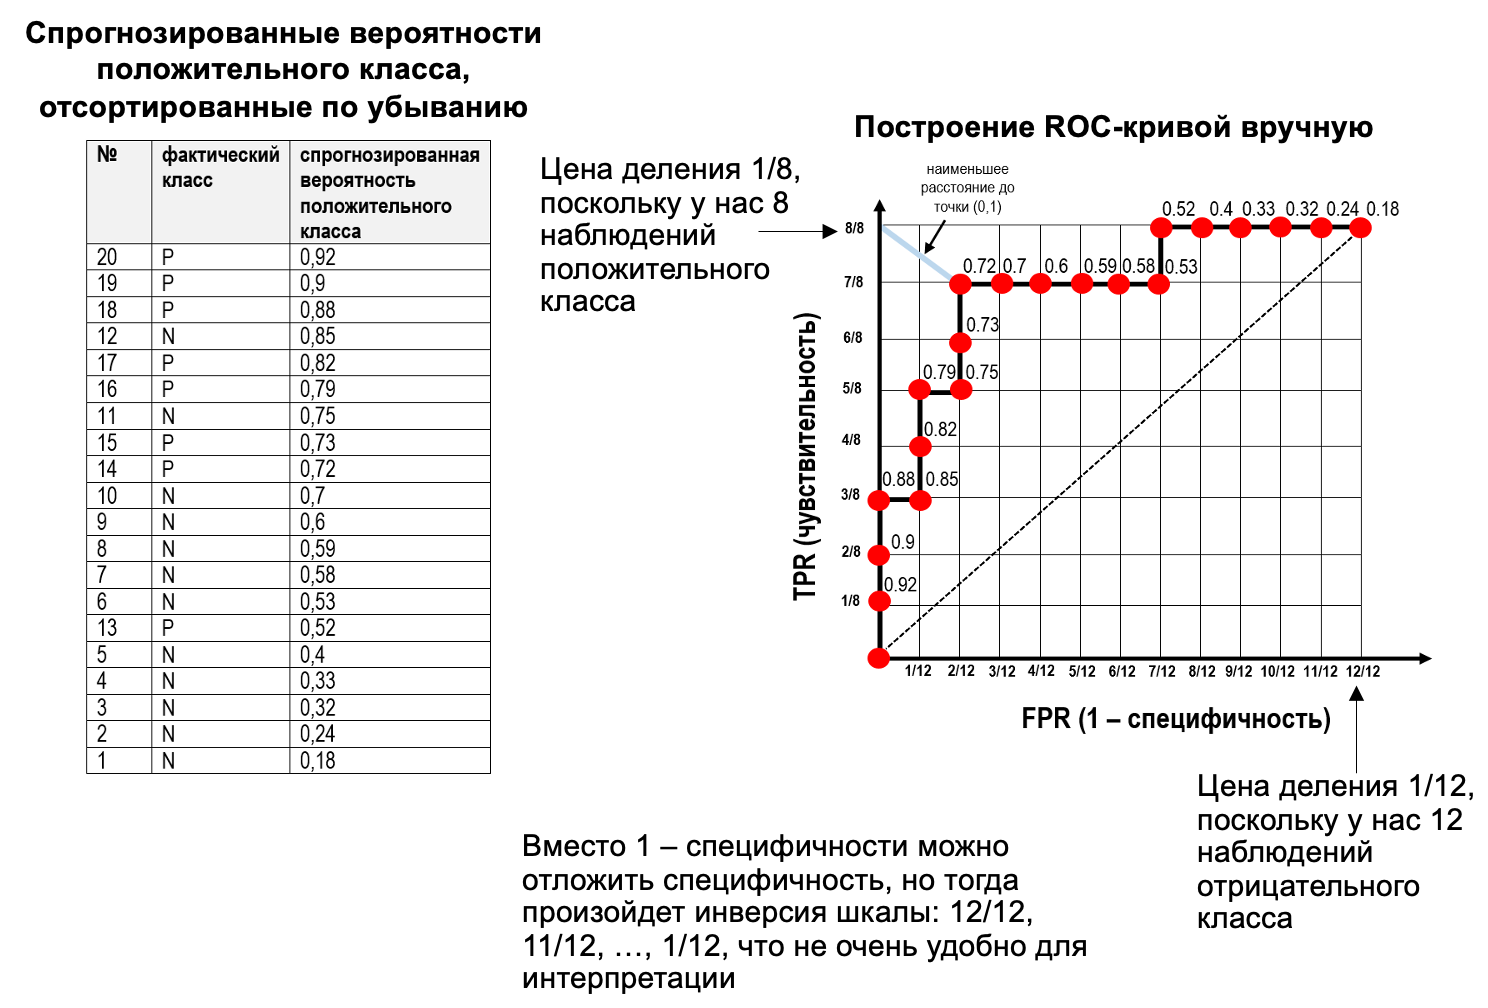 Спрогнозированные вероятности
положительного класса,
отсортированные по убыванию
№ фактический класс спрогнозированная вероятность положительного класса
20 P 0,92
19 P 0,9
18 P 0,88
12 N 0,85
17 P 0,82
16 P 0,79
11 N 0,75
15 P 0,73
14 P 0,72
10 N 0,7
9 N 0,6
8 N 0,59
7 N 0,58
6 N 0,53
13 P 0,52
5 N 0,4
4 N 0,33
3 N 0,32
2 N 0,24
1 N 0,18
Цена деления 1/8,
поскольку у нас 8
наблюдений
положительного
класса
Построение ROC-кривой вручную
наименьшее
расстояние до
точки (0,1)
8/8
7/8
6/8
5/8
4/8
3/8
2/8
1/8
TPR (чувствительность)
0.52 0.4 0.33 0.32 0.24 0.18
0.72 0.7 0.6 0.59 0.58 0.53
0.73
0.79 0.75
0.82
0.88 0.85
0.9
0.92
1/12 2/12 3/12 4/12 5/12 6/12 7/12 8/12 9/12 10/12 11/12 12/12
FPR (1 – специфичность)
Цена деления 1/12,
поскольку у нас 12
наблюдений
отрицательного
класса
Вместо 1 – специфичности можно
отложить специфичность, но тогда
произойдет инверсия шкалы: 12/12,
11/12, …, 1/12, что не очень удобно для
интерпретации